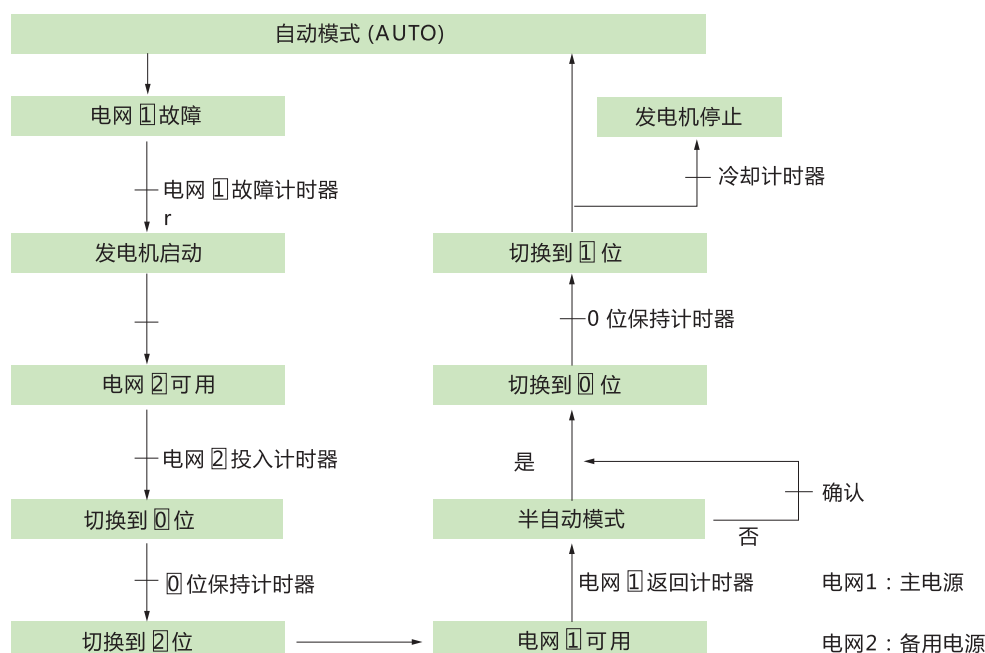 自动模式 (AUTO)
电网 1 故障
电网 1 故障计时器
r
发电机启动
电网 2 可用
电网 2 投入计时器
切换到 0 位
0 位保持计时器
切换到 2 位
发电机停止
冷却计时器
切换到 1 位
0 位保持计时器
切换到 0 位
是
确认
半自动模式
否
电网 1 返回计时器
电网 1 可用
电网1：主电源
电网2：备用电源